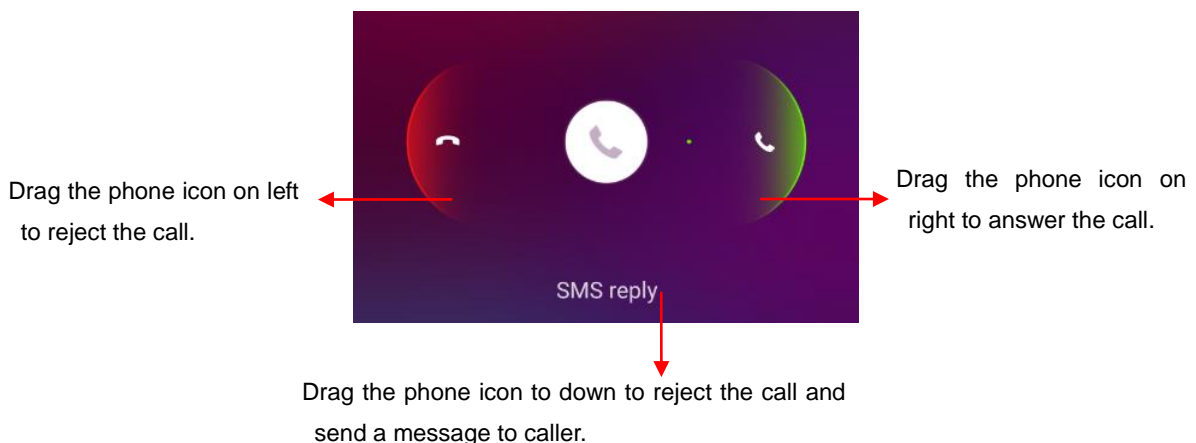 Drag the phone icon on left
to reject the call.
Drag the phone icon on
right to answer the call.
SMS reply
Drag the phone icon to down to reject the call and
send a message to caller.